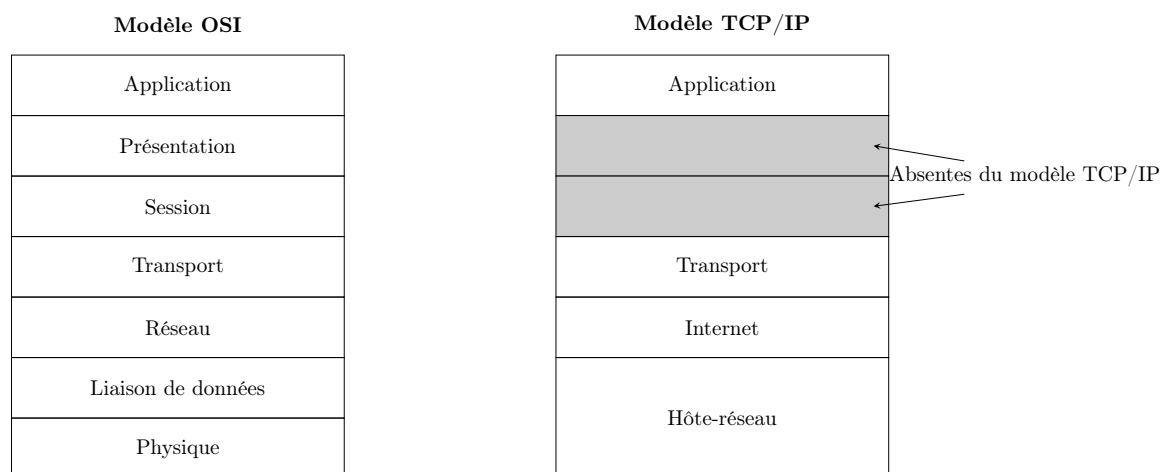 Modèle OSI
Application
Présentation
Session
Transport
Réseau
Liaison de données
Physique
Modèle TCP/IP
Application
Absentes du modèle TCP/IP
Transport
Internet
Hôte-réseau